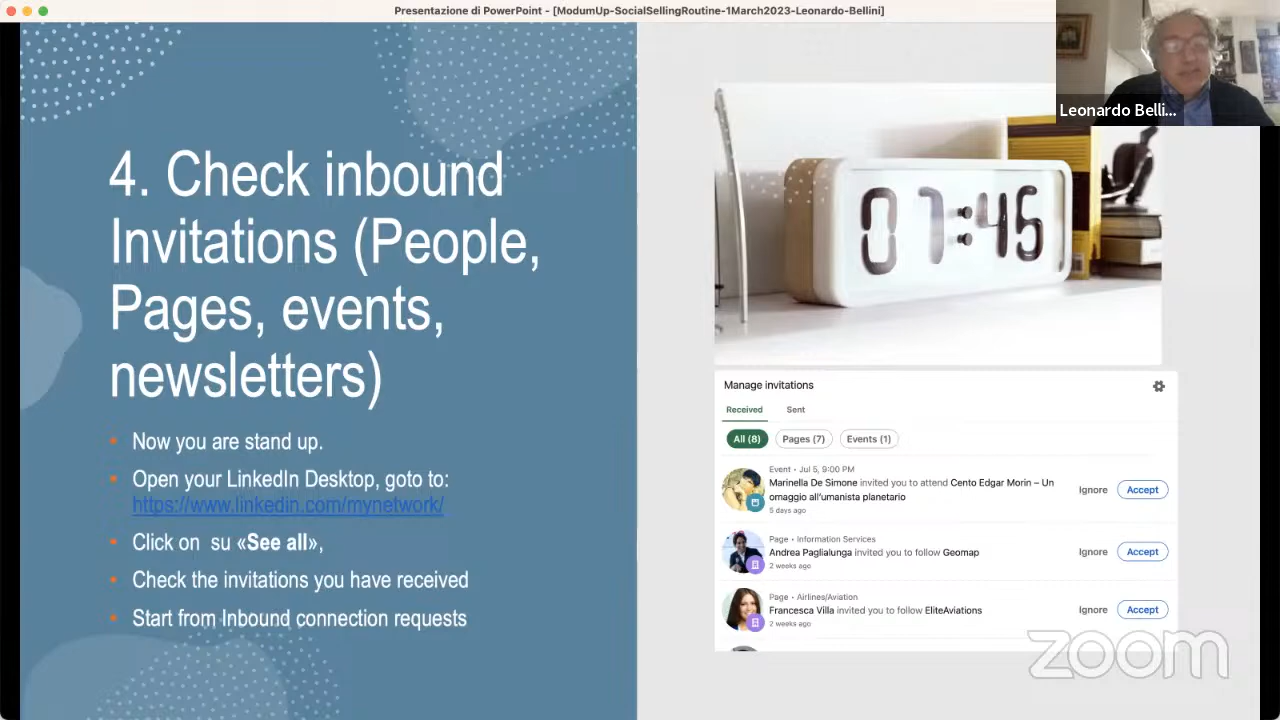 Presentazione di PowerPoint - [ModumUp-SocialSellingRoutine-1March2023-Leonardo-Bellini]
Leonardo Belli...
4. Check inbound
Invitations (People,
Pages, events,
newsletters)
Now you are stand up.
Open your LinkedIn Desktop, goto to:
https://www.linkedin.com/mynetwork/
Click on su «See all»,
Check the invitations you have received
Start from Inbound connection requests
07:46
Manage invitations
Received Sent
All (8) Pages (7) Events (1)
Event • Jul 5, 9:00 PM
Marinella De Simone invited you to attend Cento Edgar Morin – Un
omaggio all'umanista planetario
5 days ago
Ignore Accept
Page • Information Services
Andrea Paglialunga invited you to follow Geomap
2 weeks ago
Ignore Accept
Page • Airlines/Aviation
Francesca Villa invited you to follow EliteAviations
2 weeks ago
Ignore Accept
zoom